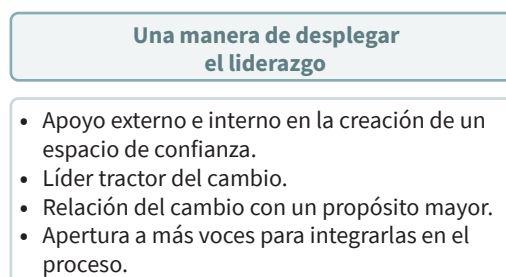 Una manera de desplegar
el liderazgo
• Apoyo externo e interno en la creación de un
espacio de confianza.
• Líder tractor del cambio.
• Relación del cambio con un propósito mayor.
• Apertura a más voces para integrarlas en el
proceso.